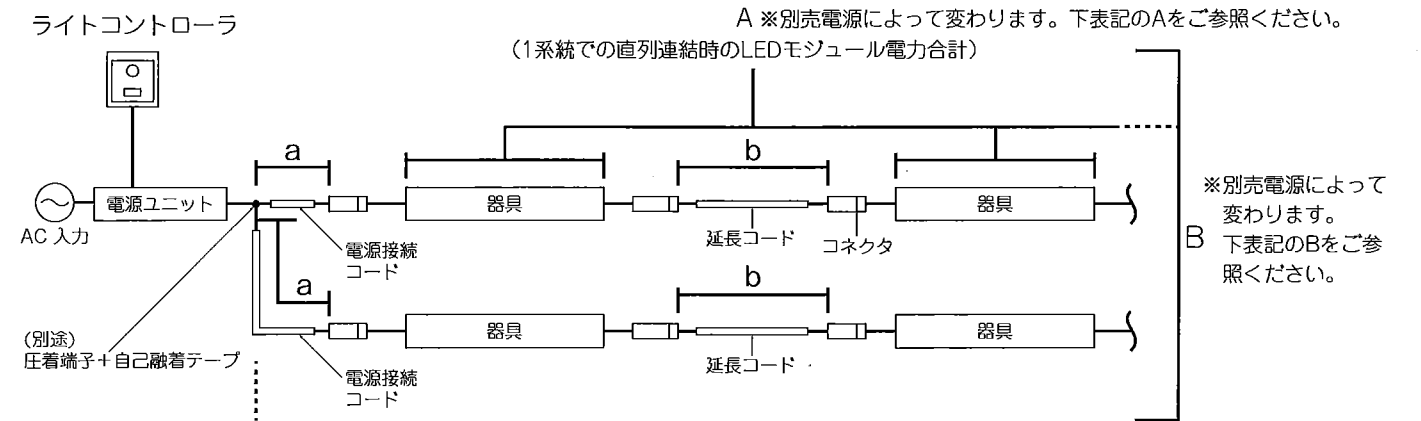 ライトコントローラ
A ※別売電源によって変わります。下表記のAをご参照ください。
(1系統での直列連結時のLEDモジュール電力合計)
a
b
電源ユニット
器具
器具
AC 入力
電源接続
コード
延長コード
コネクタ
B
※別売電源によって
変わります。
下表記のBをご参
照ください。
a
b
器具
器具
(別途)
圧着端子+自己融着テープ
電源接続
コード
延長コード